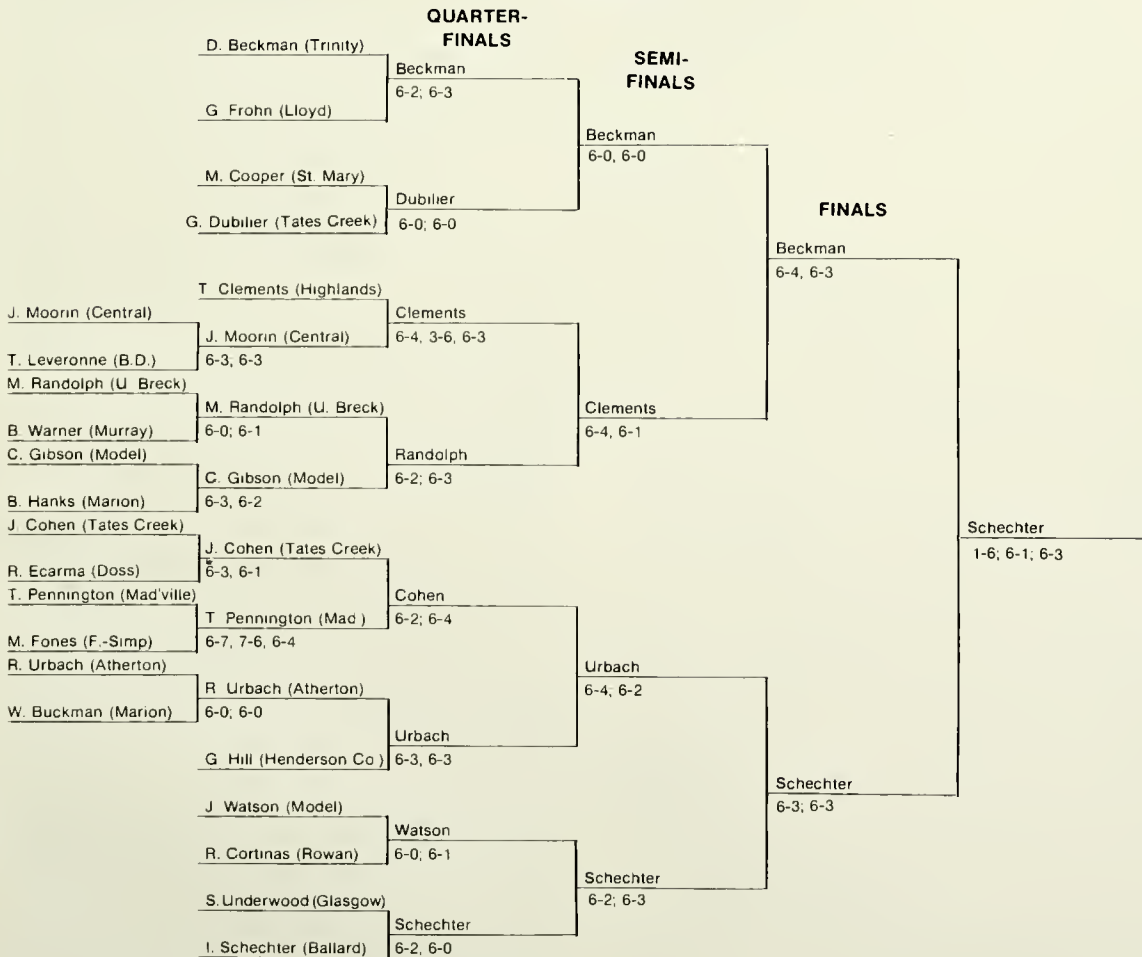 QUARTER-
FINALS
SEMI-
FINALS
FINALS
D. Beckman (Trinity)
Beckman
6-2; 6-3
G Frohn (Lloyd)
Beckman
6-0, 6-0
M. Cooper (St. Mary)
Dubilier
G. Dubilier (Tates Creek)
6-0; 6-0
Beckman
6-4, 6-3
T Clements (Highlands)
J. Moorin (Central)
Clements
J. Moorin (Central)
6-4, 3-6, 6-3
T. Leveronne (B.D.)
6-3; 6-3
M. Randolph (U Breck)
M. Randolph (U. Breck)
Clements
B. Warner (Murray)
6-0; 6-1
6-4, 6-1
C. Gibson (Model)
Randolph
C. Gibson (Model)
6-2; 6-3
B. Hanks (Marion)
6-3, 6-2
J. Cohen (Tates Creek)
Schechter
1-6; 6-1; 6-3
J. Cohen (Tates Creek)
R. Ecarma (Doss)
6-3, 6-1
T. Pennington (Mad'ville)
Cohen
T Pennington (Mad )
6-2; 6-4
M. Fones (F.-Simp)
6-7, 7-6, 6-4
R. Urbach (Atherton)
Urbach
6-4; 6-2
R Urbach (Atherton)
W. Buckman (Marion)
6-0; 6-0
Urbach
G Hill (Henderson Co )
6-3, 6-3
Schechter
6-3; 6-3
J Watson (Model)
Watson
R. Cortinas (Rowan)
6-0; 6-1
Schechter
6-2; 6-3
S. Underwood (Glasgow)
Schechter
I. Schechter (Ballard)
6-2, 6-0